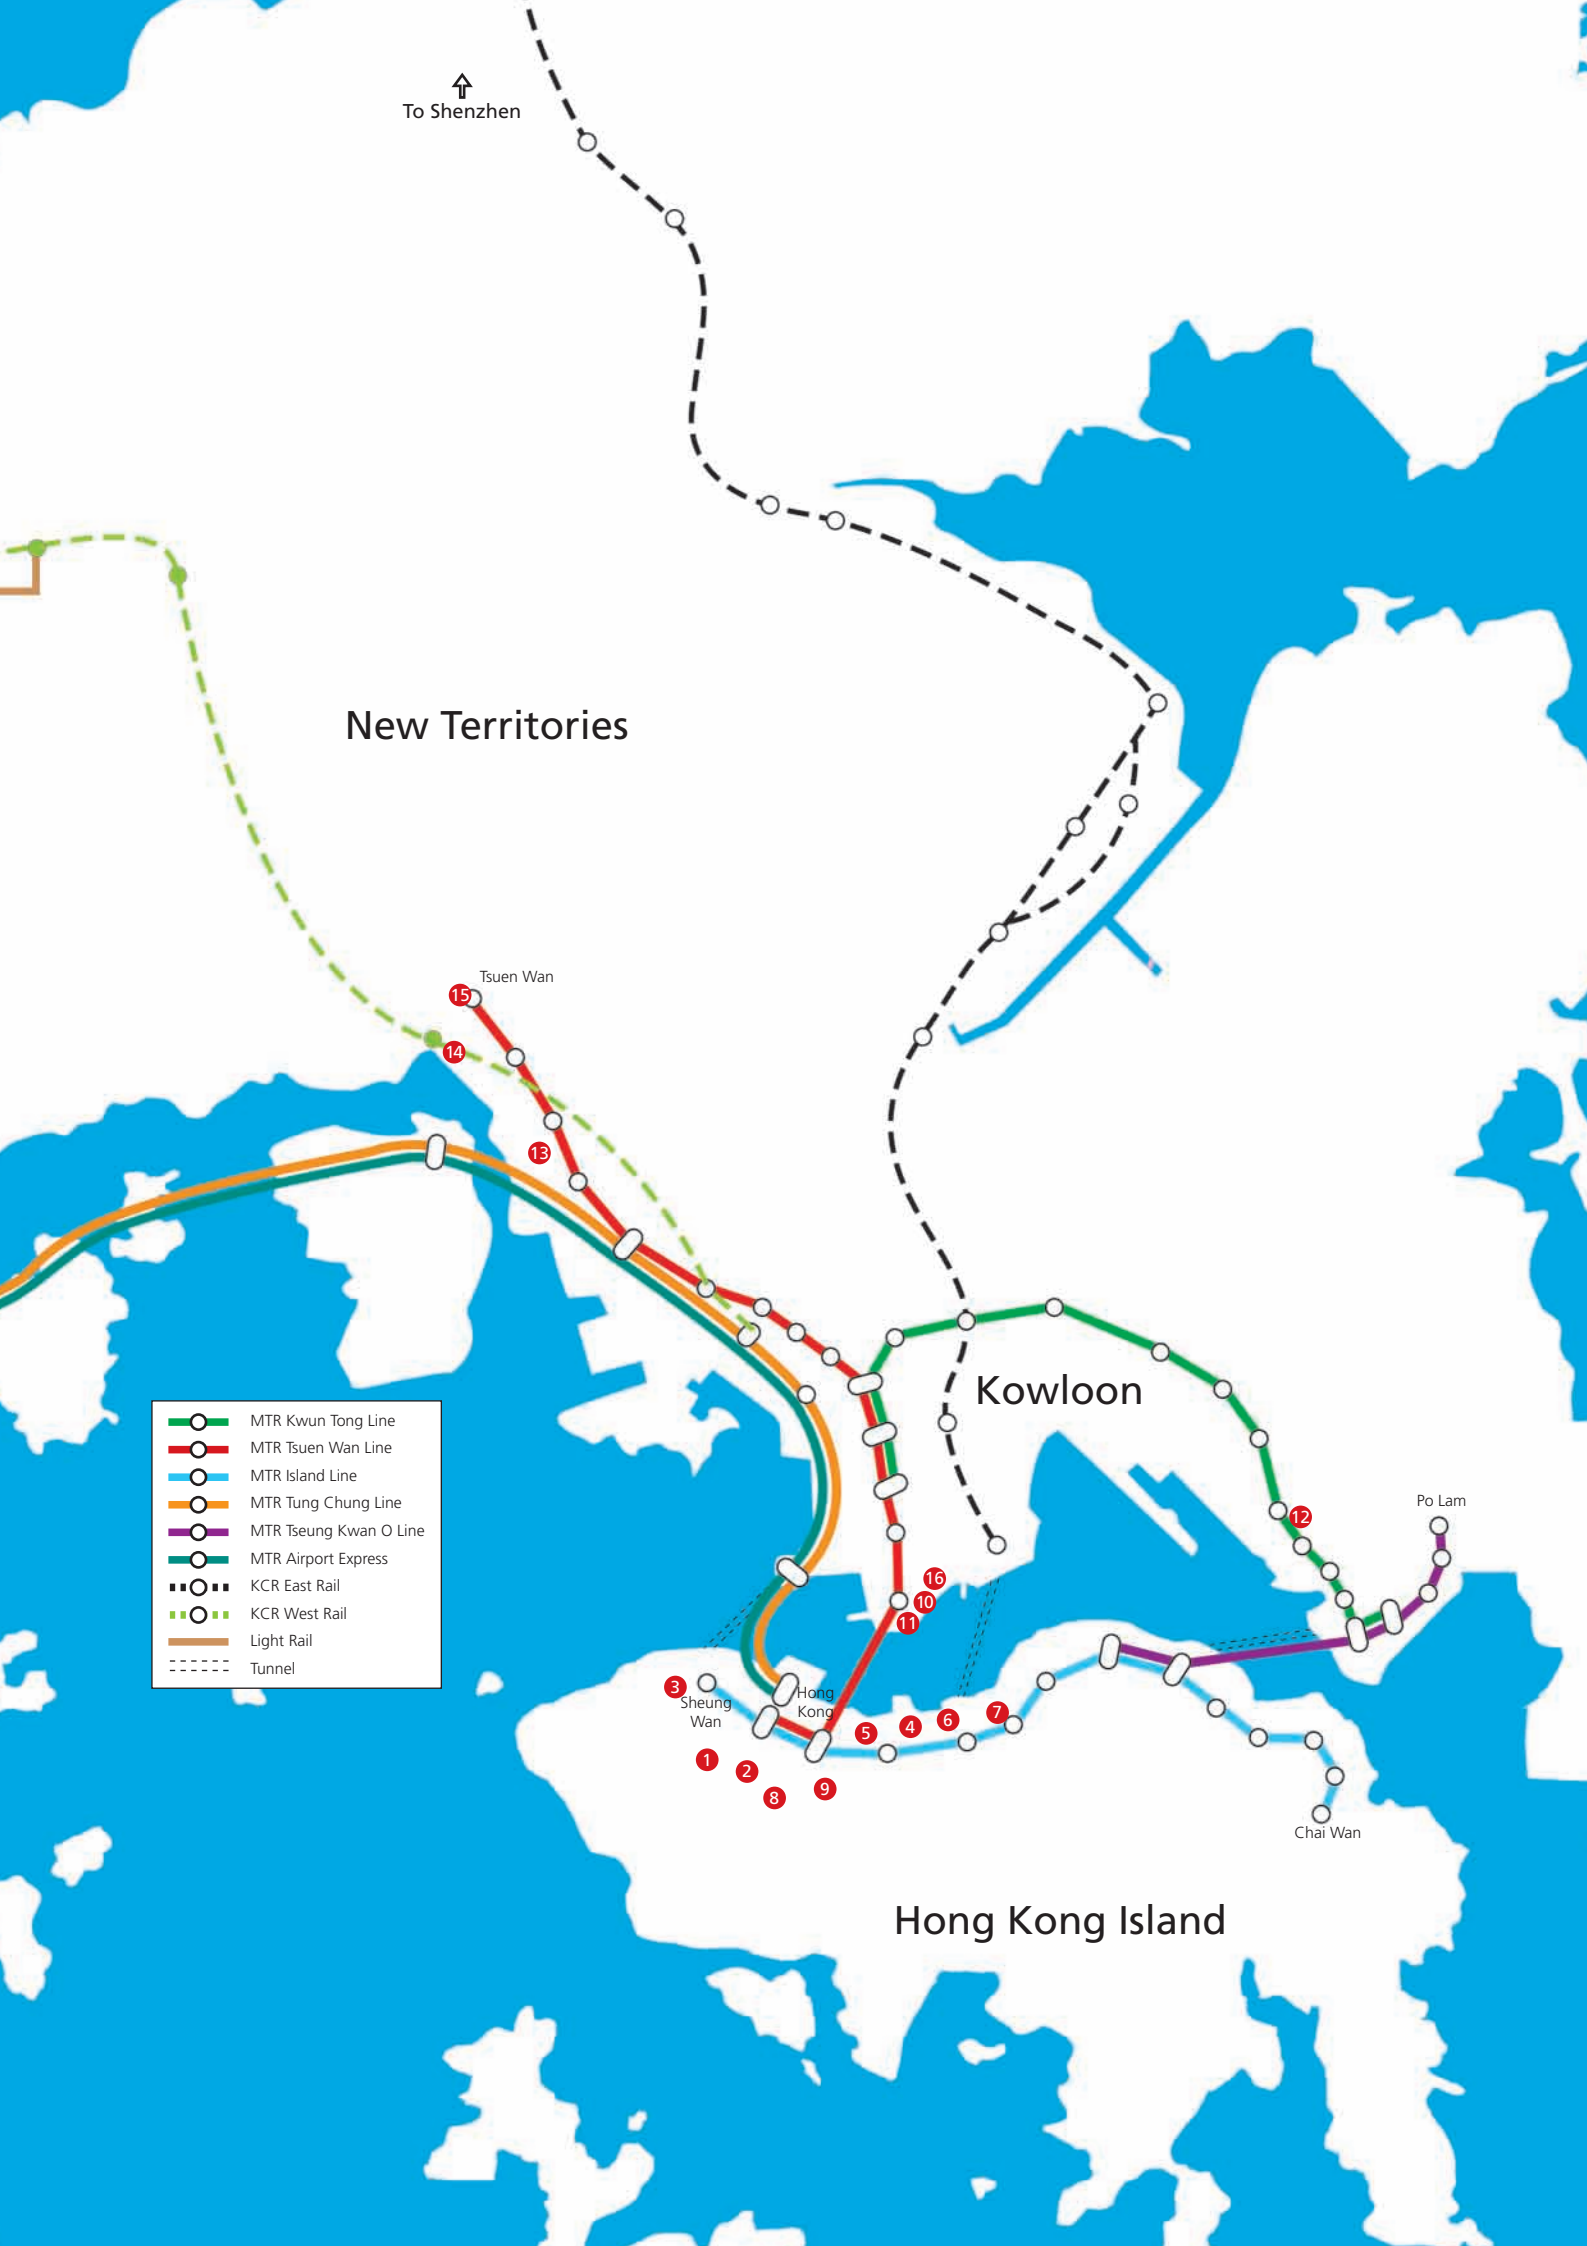 To Shenzhen
New Territories
Tsuen Wan
15
14
13
Kowloon
MTR Kwun Tong Line
MTR Tsuen Wan Line
MTR Island Line
MTR Tung Chung Line
MTR Tseung Kwan O Line
MTR Airport Express
KCR East Rail
KCR West Rail
Light Rail
Tunnel
Po Lam
12
16
10
11
3
Sheung
Wan
Hong
Kong
5
4
6
7
1
2
8
9
Chai Wan
Hong Kong Island